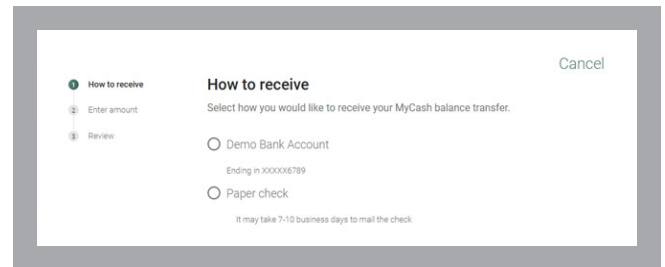 Cancel
1 How to receive
2 Enter amount
3 Review
How to receive
Select how you would like to receive your MyCash balance transfer.
Demo Bank Account
Ending in XXXXX6789
Paper check
It may take 7-10 business days to mail the check